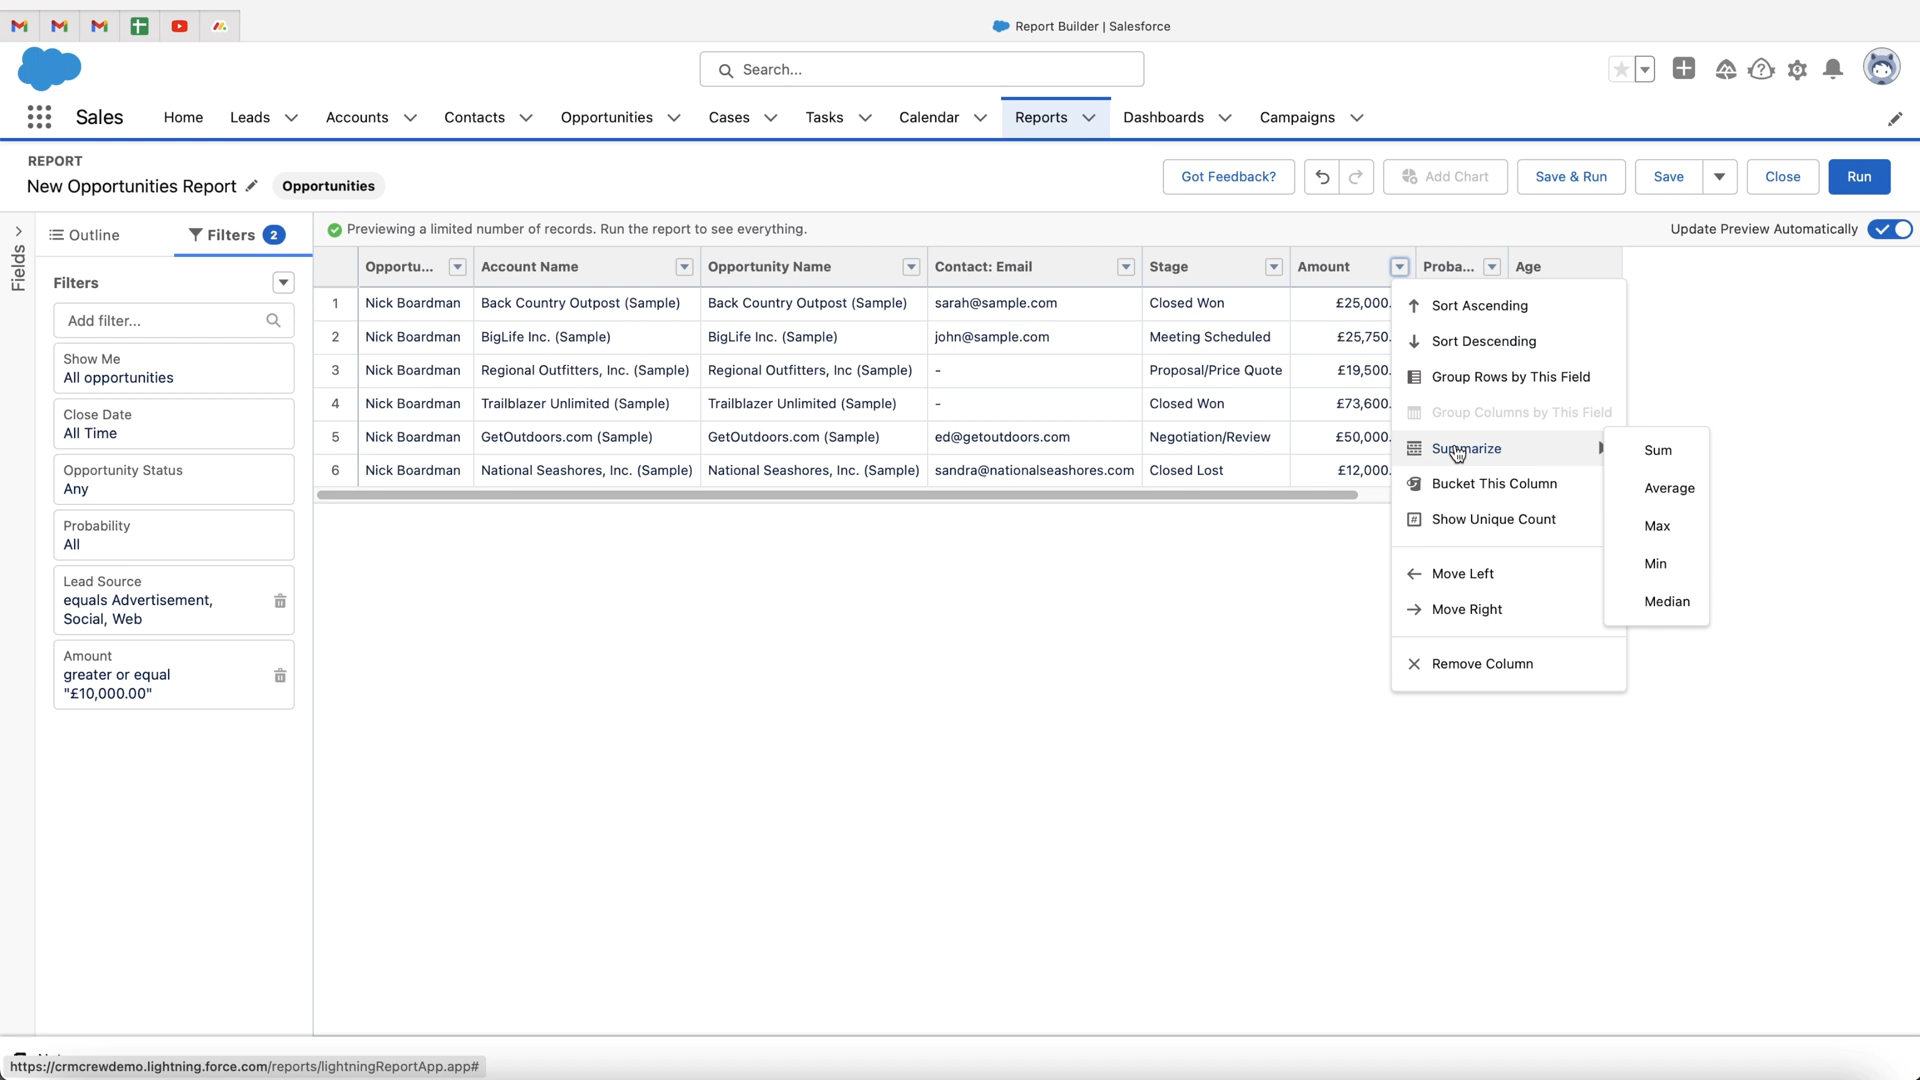 Report Builder | Salesforce
Search...
Sales
Home
Leads
Accounts
Contacts
Opportunities
Cases
Tasks
Calendar
Reports
Dashboards
Campaigns
REPORT
New Opportunities Report
Opportunities
Got Feedback?
Add Chart
Save & Run
Save
Close
Run
Fields
Outline
Filters 2
Previewing a limited number of records. Run the report to see everything.
Update Preview Automatically
Filters
Add filter...
Show Me
All opportunities
Close Date
All Time
Opportunity Status
Any
Probability
All
Lead Source
equals Advertisement,
Social, Web
Amount
greater or equal
"£10,000.00"
Opportu... Account Name Opportunity Name Contact: Email Stage Amount Proba... Age
1 Nick Boardman Back Country Outpost (Sample) Back Country Outpost (Sample) sarah@sample.com Closed Won £25,000.
2 Nick Boardman BigLife Inc. (Sample) BigLife Inc. (Sample) john@sample.com Meeting Scheduled £25,750.
3 Nick Boardman Regional Outfitters, Inc. (Sample) Regional Outfitters, Inc (Sample) - Proposal/Price Quote £19,500.
4 Nick Boardman Trailblazer Unlimited (Sample) Trailblazer Unlimited (Sample) - Closed Won £73,600.
5 Nick Boardman GetOutdoors.com (Sample) GetOutdoors.com (Sample) ed@getoutdoors.com Negotiation/Review £50,000.
6 Nick Boardman National Seashores, Inc. (Sample) National Seashores, Inc. (Sample) sandra@nationalseashores.com Closed Lost £12,000.
Sort Ascending
Sort Descending
Group Rows by This Field
Group Columns by This Field
Summarize
Bucket This Column
Show Unique Count
Move Left
Move Right
Remove Column
Sum
Average
Max
Min
Median
https://crmcrewdemo.lightning.force.com/reports/lightningReportApp.app#